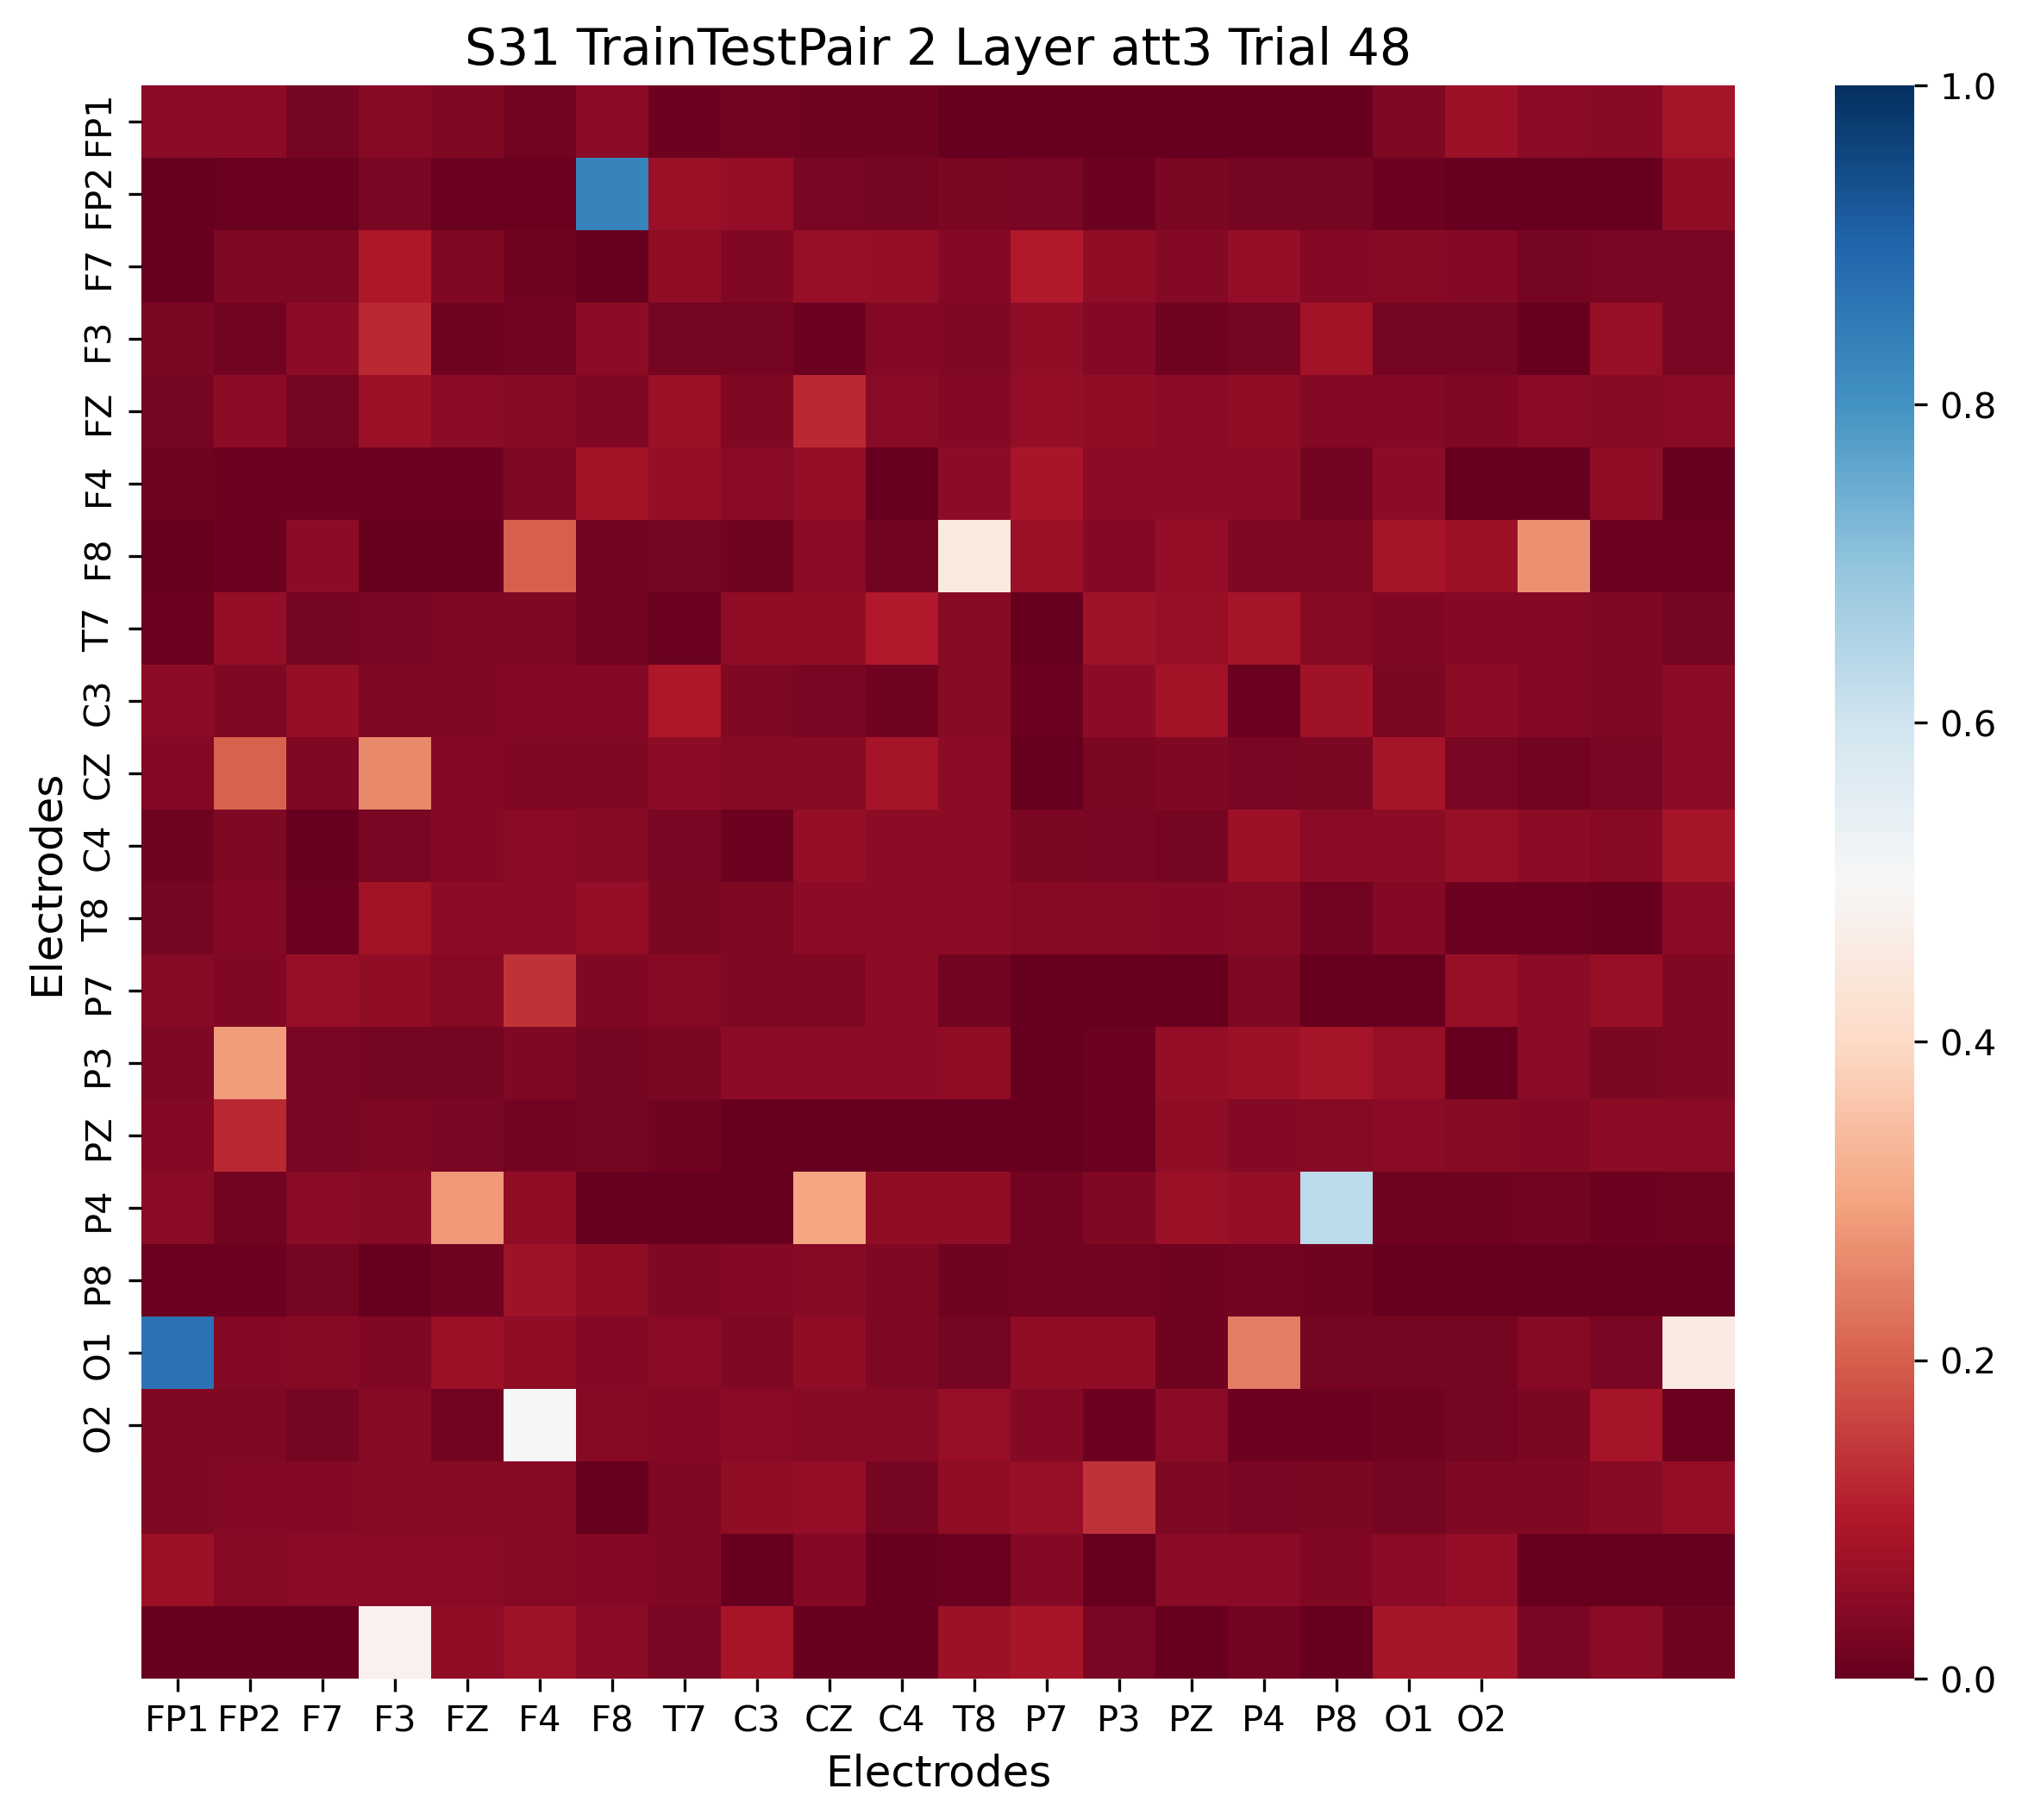 S31 TrainTestPair 2 Layer att3 Trial 48
Electrodes
FP1
FP2
F7
F3
FZ
F4
F8
T7
C3
CZ
C4
T8
P7
P3
PZ
P4
P8
O1
O2
FP1 FP2 F7 F3 FZ F4 F8 T7 C3 CZ C4 T8 P7 P3 PZ P4 P8 O1 O2
Electrodes
1.0
0.8
0.6
0.4
0.2
0.0